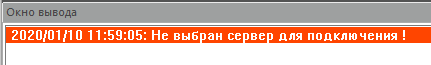 Окно вывода
2020/01/10 11:59:05: Не выбран сервер для подключения !